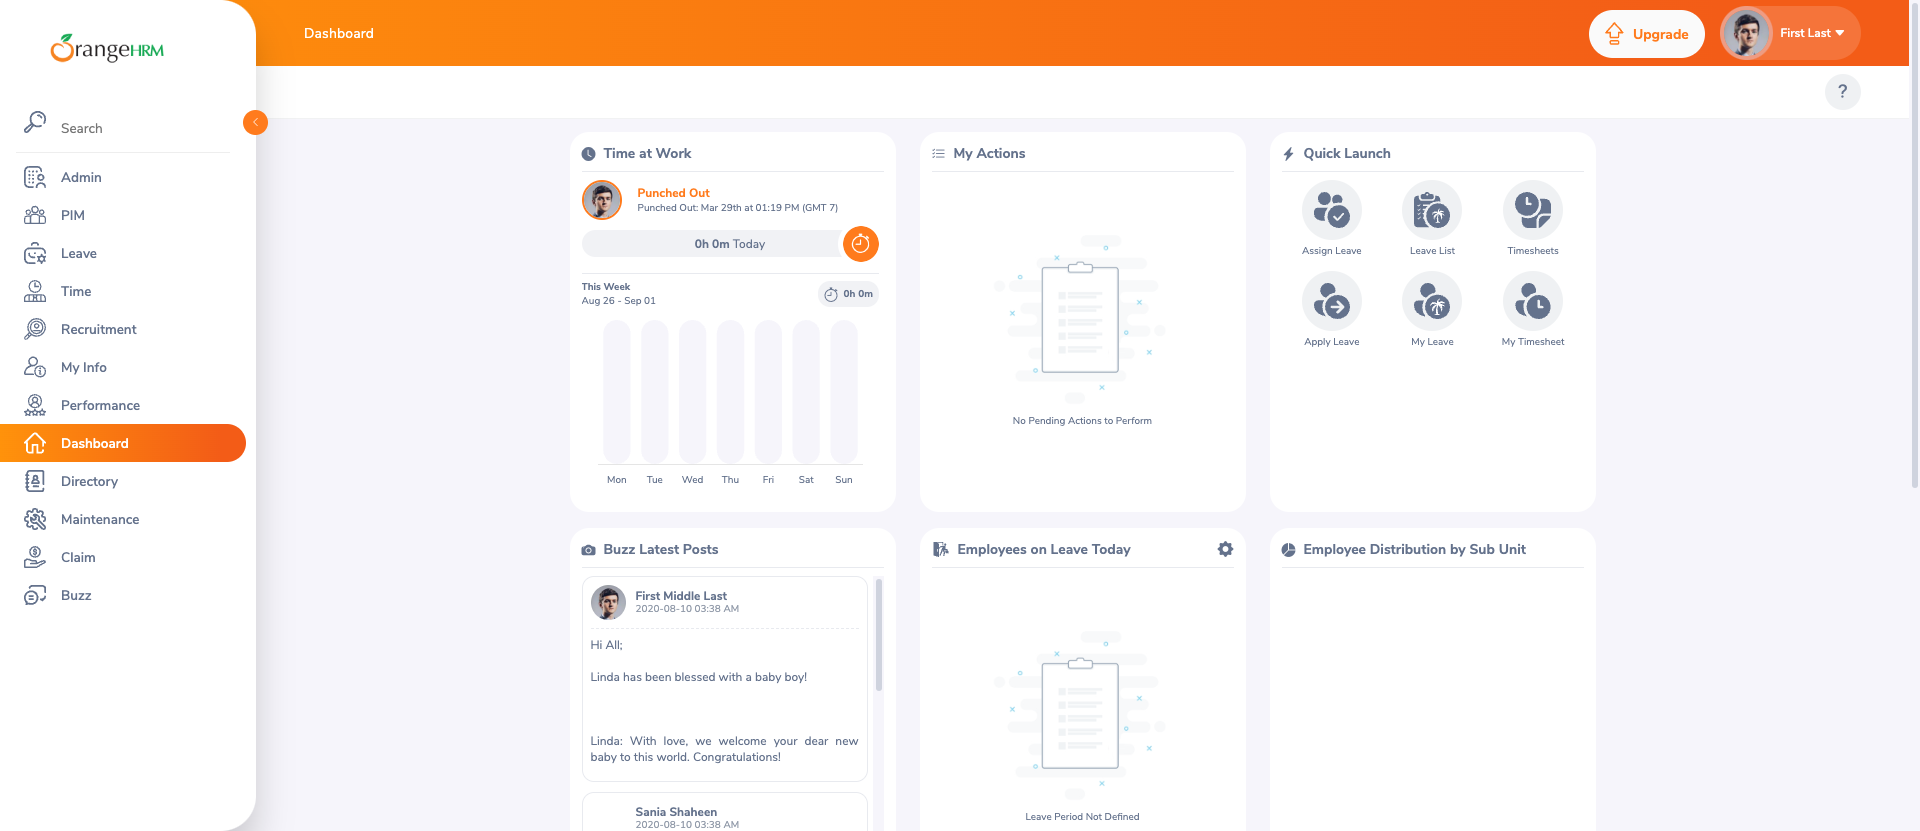 OrangeHRM
Dashboard
Upgrade
First Last
?
Search
Admin
PIM
Leave
Time
Recruitment
My Info
Performance
Dashboard
Directory
Maintenance
Claim
Buzz
Time at Work
Punched Out
Punched Out: Mar 29th at 01:19 PM (GMT 7)
0h 0m Today
This Week
Aug 26 - Sep 01
0h 0m
Mon Tue Wed Thu Fri Sat Sun
My Actions
No Pending Actions to Perform
Quick Launch
Assign Leave Leave List Timesheets
Apply Leave My Leave My Timesheet
Buzz Latest Posts
First Middle Last
2020-08-10 03:38 AM
Hi All;
Linda has been blessed with a baby boy!
Linda: With love, we welcome your dear new
baby to this world. Congratulations!
Sania Shaheen
2020-08-10 03:38 AM
Employees on Leave Today
Leave Period Not Defined
Employee Distribution by Sub Unit